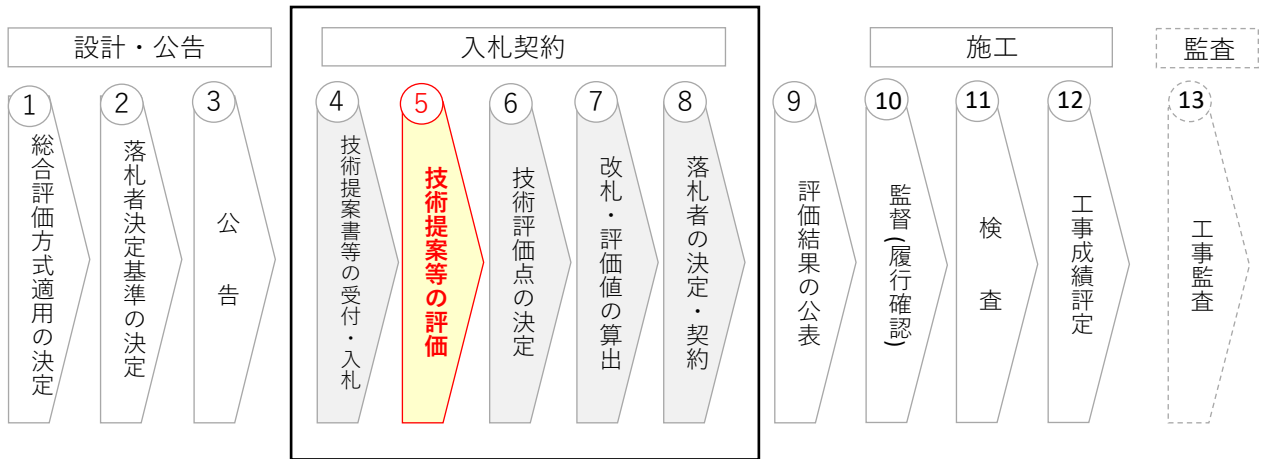 設計・公告
入札契約
施工
監査
1
総合評価方式適用の決定
2
落札者決定基準の決定
3
公告
4
技術提案書等の受付・入札
5
技術提案等の評価
6
技術評価点の決定
7
改札・評価値の算出
8
落札者の決定・契約
9
評価結果の公表
10
監督(履行確認)
11
検査
12
工事成績評定
13
工事監査